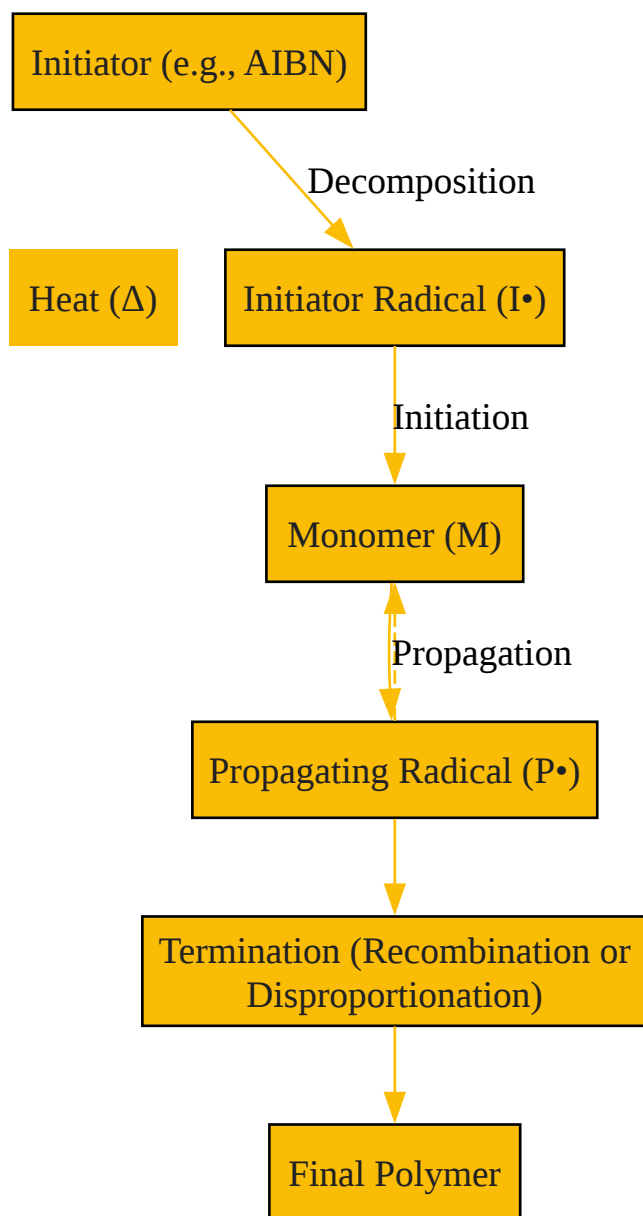 Initiator (e.g., AIBN)
Decomposition
Heat (Δ)
Initiator Radical (I•)
Initiation
Monomer (M)
Propagation
Propagating Radical (P•)
Termination (Recombination or
Disproportionation)
Final Polymer